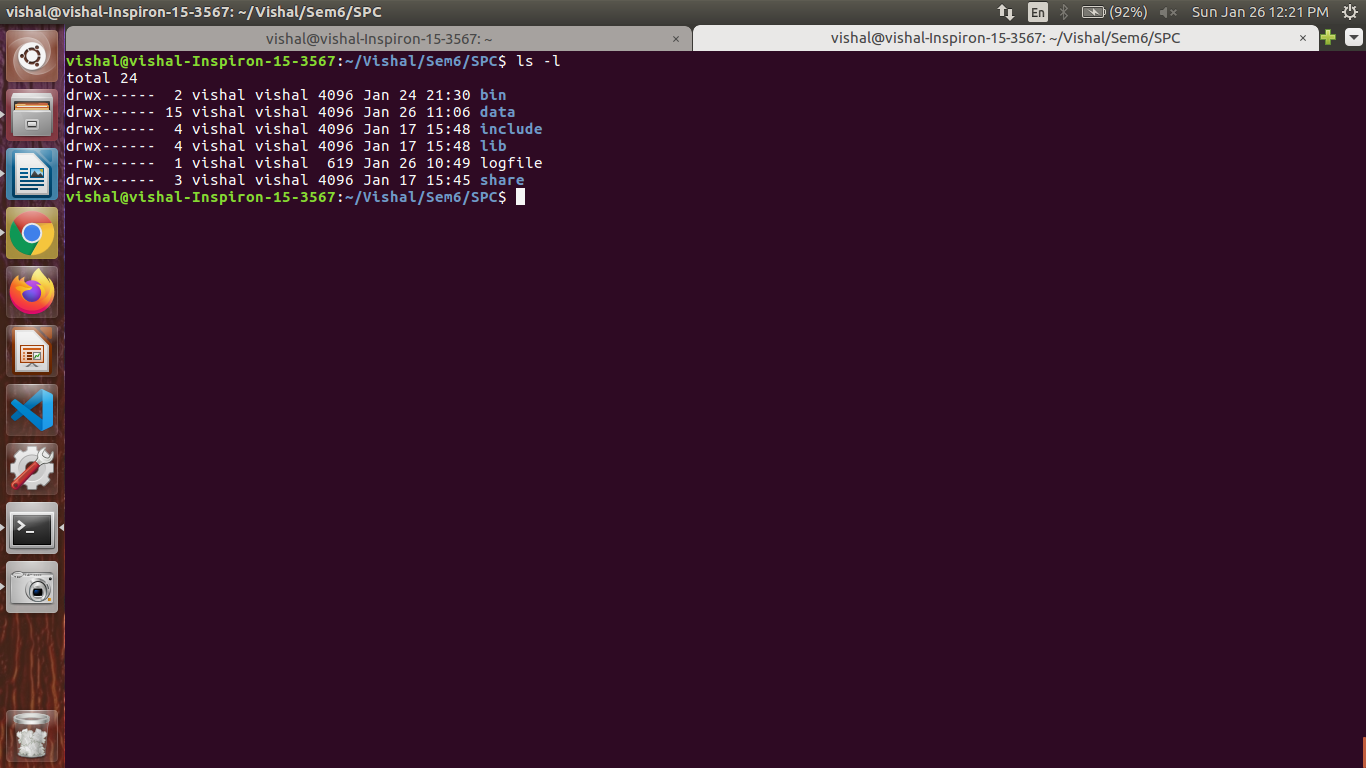 vishal@vishal-Inspiron-15-3567: ~/Vishal/Sem6/SPC
En
(92%)
Sun Jan 26 12:21 PM
vishal@vishal-Inspiron-15-3567: ~ ×
vishal@vishal-Inspiron-15-3567: ~/Vishal/Sem6/SPC ×
vishal@vishal-Inspiron-15-3567:~/Vishal/Sem6/SPC$ ls -l
total 24
drwx------  2 vishal vishal 4096 Jan 24 21:30 bin
drwx------ 15 vishal vishal 4096 Jan 26 11:06 data
drwx------  4 vishal vishal 4096 Jan 17 15:48 include
drwx------  4 vishal vishal 4096 Jan 17 15:48 lib
-rw-------  1 vishal vishal  619 Jan 26 10:49 logfile
drwx------  3 vishal vishal 4096 Jan 17 15:45 share
vishal@vishal-Inspiron-15-3567:~/Vishal/Sem6/SPC$
>_